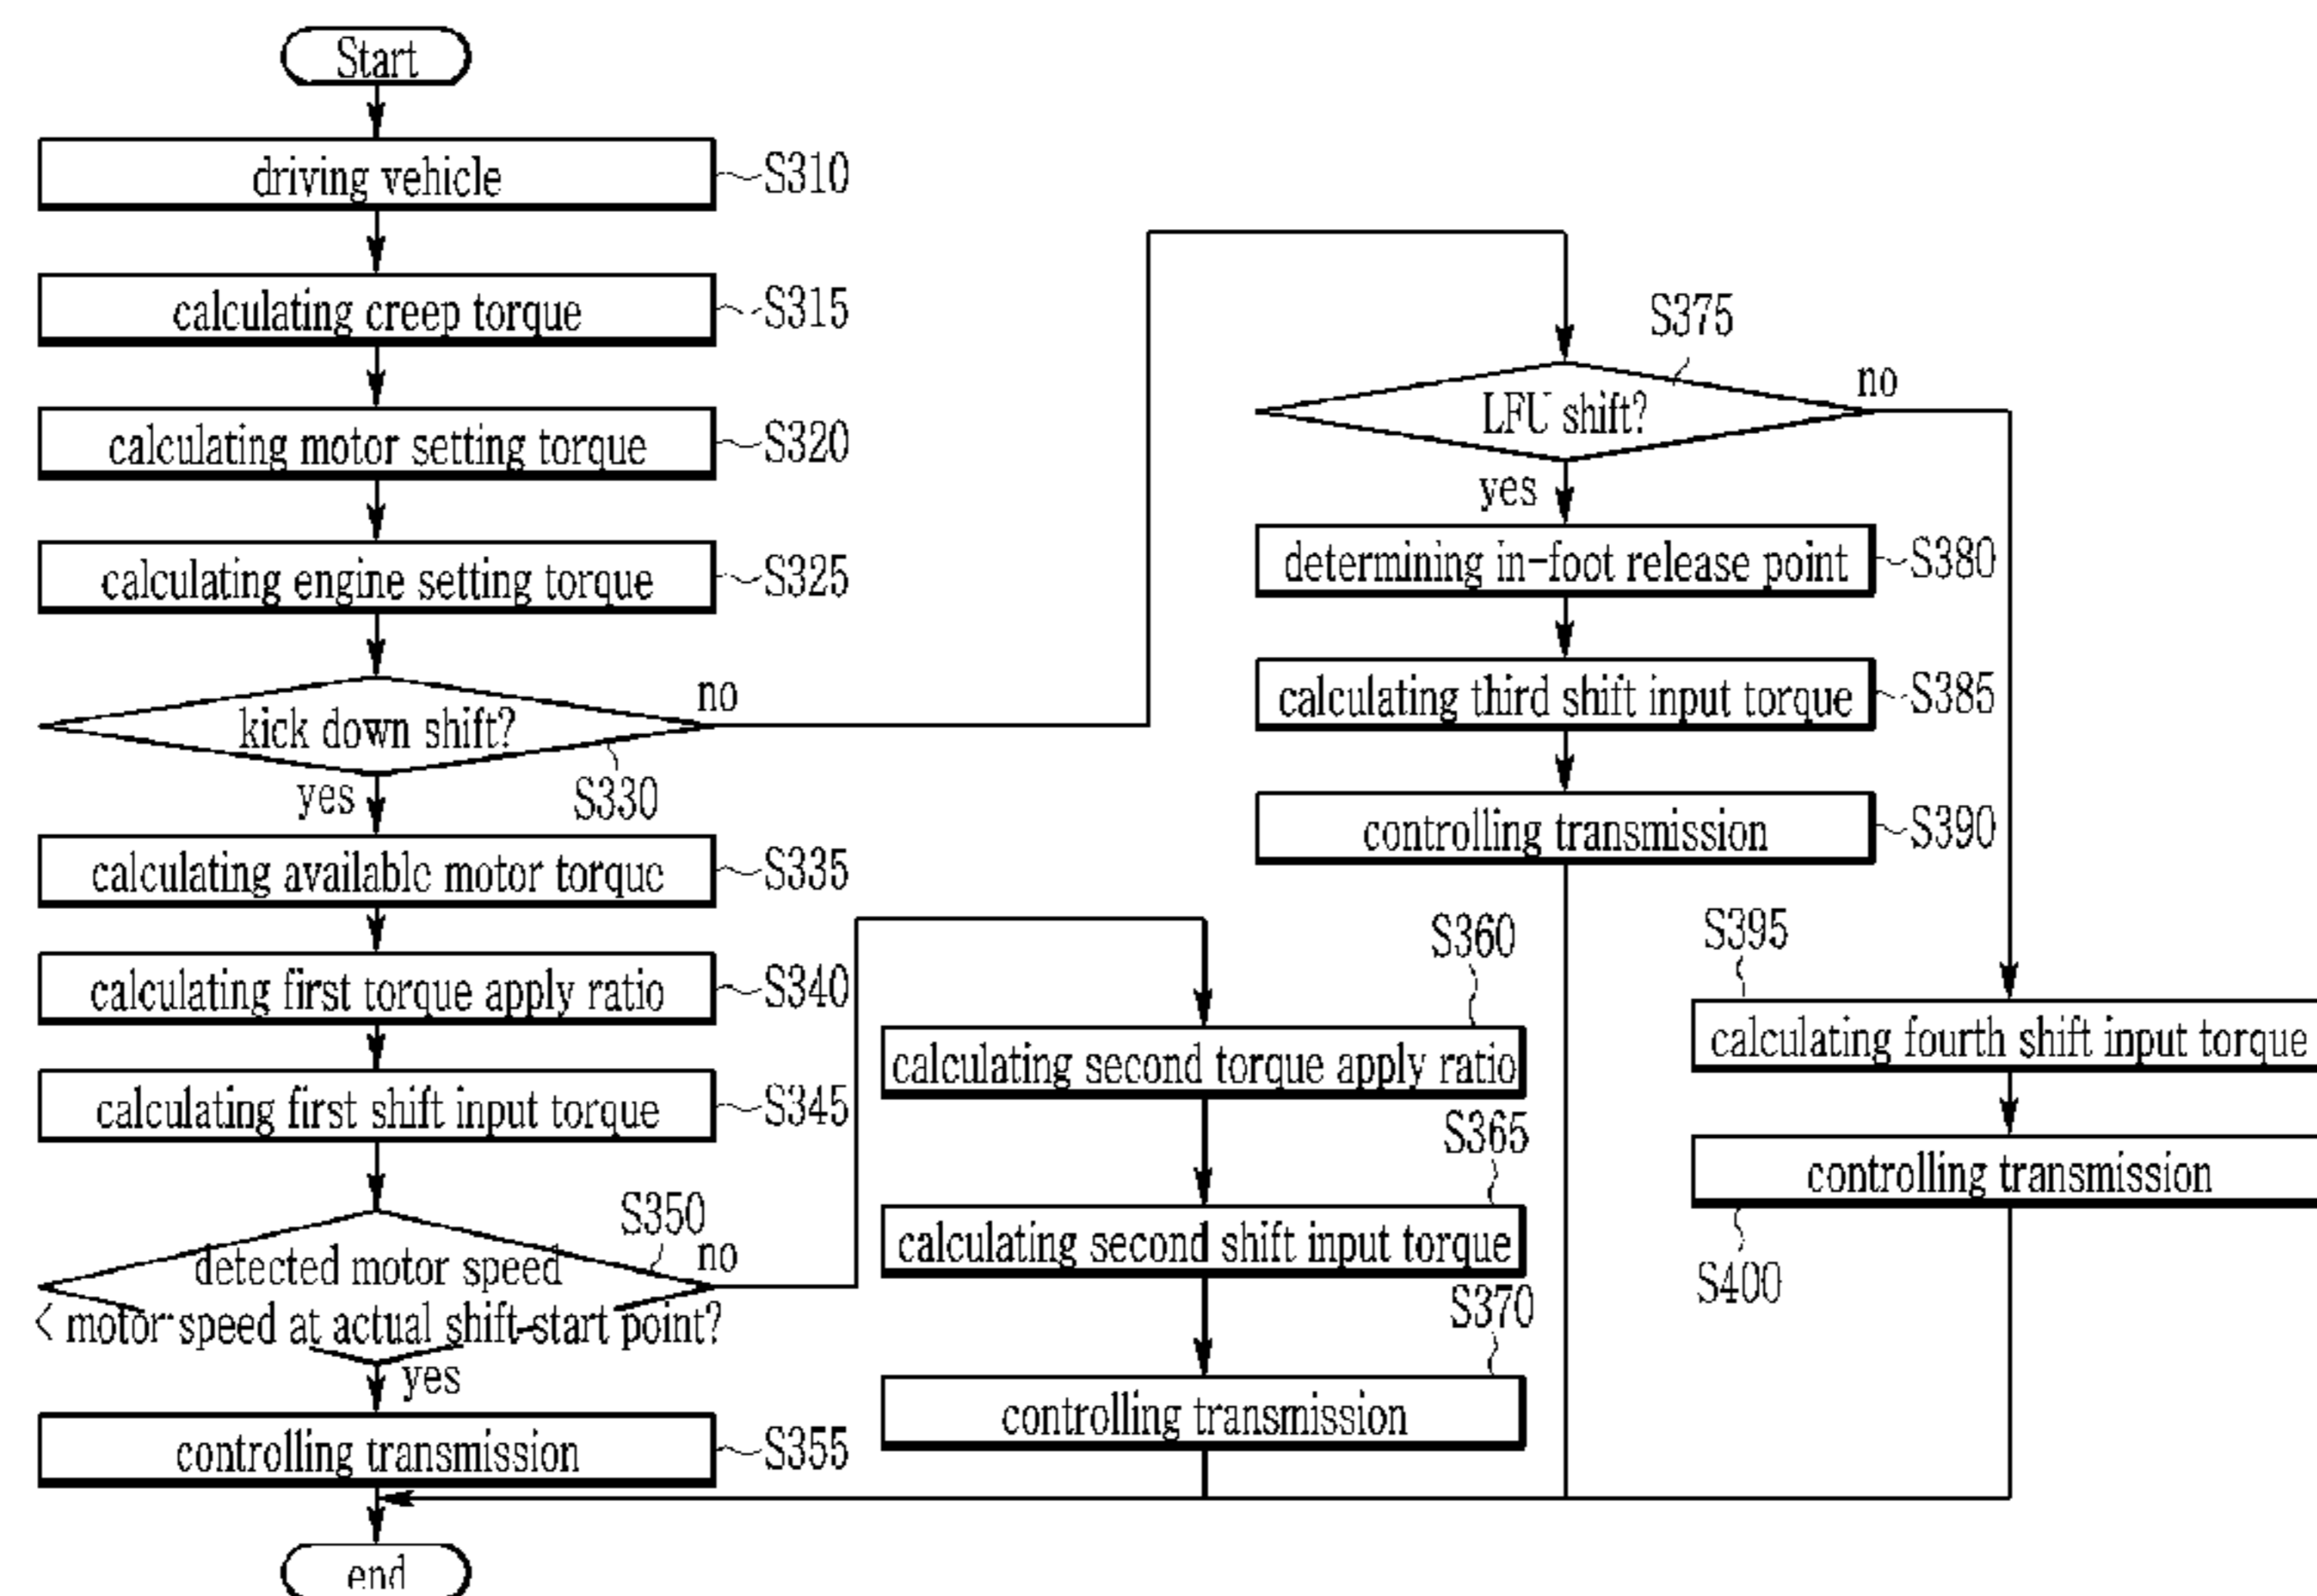 Start
driving vehicle
S310
calculating creep torque
S315
calculating motor setting torque
S320
calculating engine setting torque
S325
kick down shift?
no
yes
S330
calculating available motor torque
S335
calculating first torque apply ratio
S340
calculating first shift input torque
S345
S350
detected motor speed
< motor speed at actual shift-start point?
no
yes
controlling transmission
S355
end
S360
calculating second torque apply ratio
S365
calculating second shift input torque
S370
controlling transmission
S375
LFU shift?
no
yes
determining in-foot release point
S380
calculating third shift input torque
S385
controlling transmission
S390
S395
calculating fourth shift input torque
controlling transmission
S400